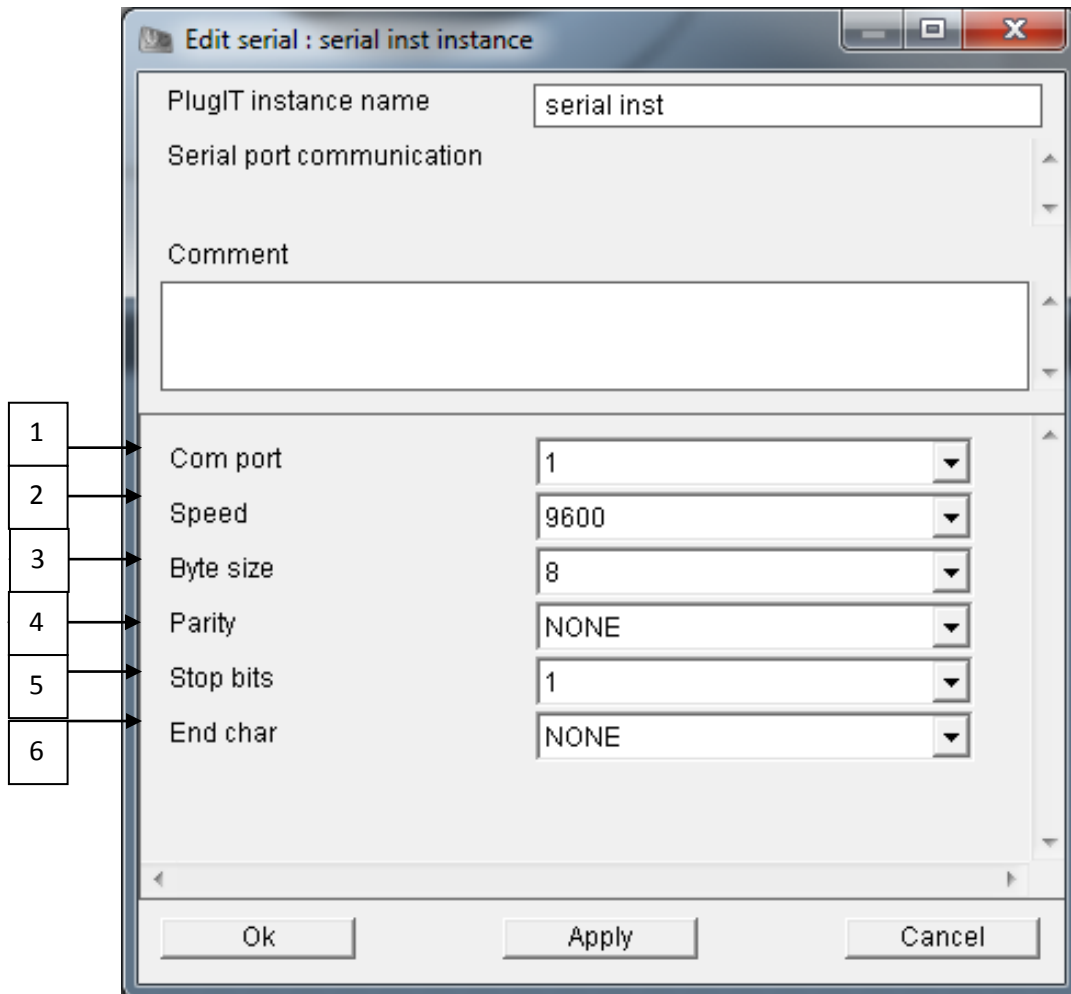 Edit serial : serial inst instance
PlugIT instance name serial inst
Serial port communication
Comment
1 Com port 1
2 Speed 9600
3 Byte size 8
4 Parity NONE
5 Stop bits 1
6 End char NONE
Ok Apply Cancel